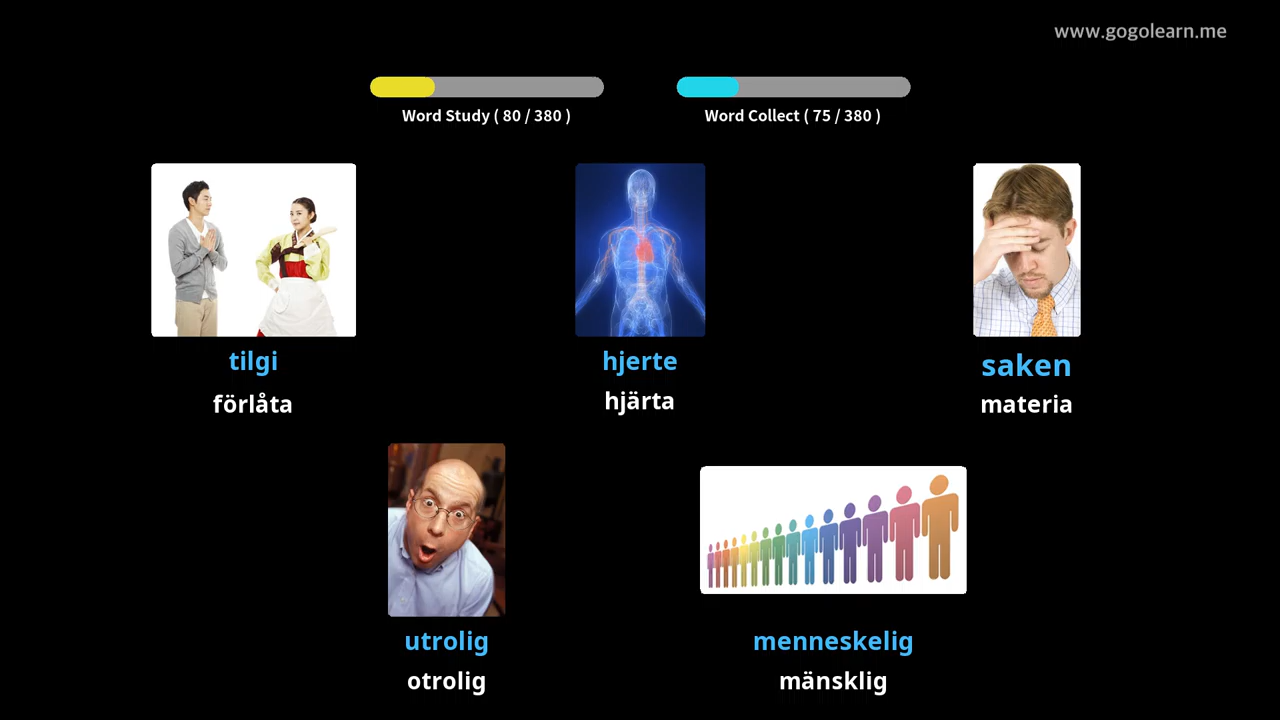 www.gogolearn.me
Word Study ( 80 / 380 )
Word Collect ( 75 / 380 )
tilgi
förlåta
hjerte
hjärta
saken
materia
utrolig
otrolig
menneskelig
mänsklig